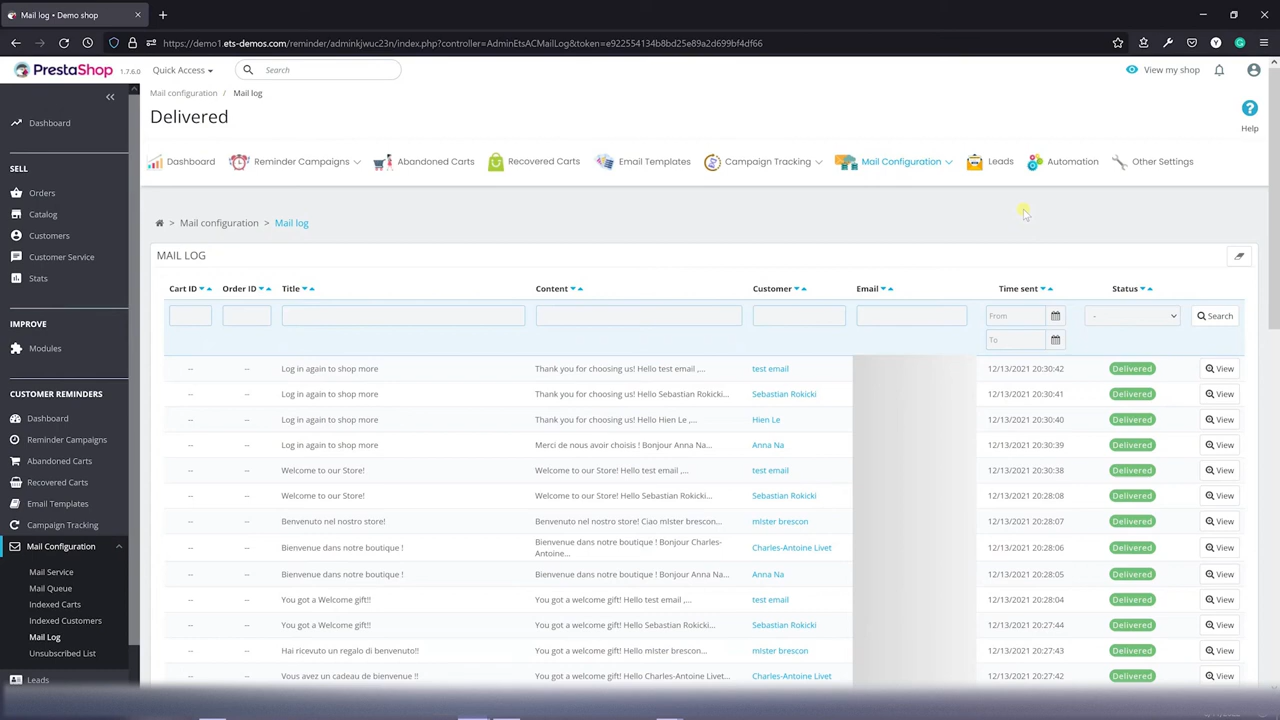 Mail log • Demo shop
https://demo1.ets-demos.com/reminder/adminkjwuc23n/index.php?controller=AdminEtsACMailLog&token=e922554134b8bd25e89a2d699bf4df66
PrestaShop 1.7.6.0 Quick Access Search View my shop
Mail configuration / Mail log
Delivered
Help
Dashboard Reminder Campaigns Abandoned Carts Recovered Carts Email Templates Campaign Tracking Mail Configuration Leads Automation Other Settings
Dashboard
SELL
Orders
Catalog
Customers
Customer Service
Stats
IMPROVE
Modules
CUSTOMER REMINDERS
Dashboard
Reminder Campaigns
Abandoned Carts
Recovered Carts
Email Templates
Campaign Tracking
Mail Configuration
Mail Service
Mail Queue
Indexed Carts
Indexed Customers
Mail Log
Unsubscribed List
Leads
> Mail configuration > Mail log
MAIL LOG
Cart ID Order ID Title Content Customer Email Time sent Status
From - Search
To
-- -- Log in again to shop more Thank you for choosing us! Hello test email ,... test email 12/13/2021 20:30:42 Delivered View
-- -- Log in again to shop more Thank you for choosing us! Hello Sebastian Rokicki... Sebastian Rokicki 12/13/2021 20:30:41 Delivered View
-- -- Log in again to shop more Thank you for choosing us! Hello Hien Le ,... Hien Le 12/13/2021 20:30:40 Delivered View
-- -- Log in again to shop more Merci de nous avoir choisis ! Bonjour Anna Na... Anna Na 12/13/2021 20:30:39 Delivered View
-- -- Welcome to our Store! Welcome to our Store! Hello test email ,... test email 12/13/2021 20:30:38 Delivered View
-- -- Welcome to our Store! Welcome to our Store! Hello Sebastian Rokicki... Sebastian Rokicki 12/13/2021 20:28:08 Delivered View
-- -- Benvenuto nel nostro store! Benvenuto nel nostro store! Ciao mIster brescon... mIster brescon 12/13/2021 20:28:07 Delivered View
-- -- Bienvenue dans notre boutique ! Bienvenue dans notre boutique ! Bonjour Charles-Antoine... Charles-Antoine Livet 12/13/2021 20:28:06 Delivered View
-- -- Bienvenue dans notre boutique ! Bienvenue dans notre boutique ! Bonjour Anna Na... Anna Na 12/13/2021 20:28:05 Delivered View
-- -- You got a Welcome gift!! You got a welcome gift! Hello test email ,... test email 12/13/2021 20:28:04 Delivered View
-- -- You got a Welcome gift!! You got a welcome gift! Hello Sebastian Rokicki... Sebastian Rokicki 12/13/2021 20:27:44 Delivered View
-- -- Hai ricevuto un regalo di benvenuto!! You got a welcome gift! Hello mIster brescon... mIster brescon 12/13/2021 20:27:43 Delivered View
-- -- Vous avez un cadeau de bienvenue !! You got a welcome gift! Hello Charles-Antoine Livet... Charles-Antoine Livet 12/13/2021 20:27:42 Delivered View